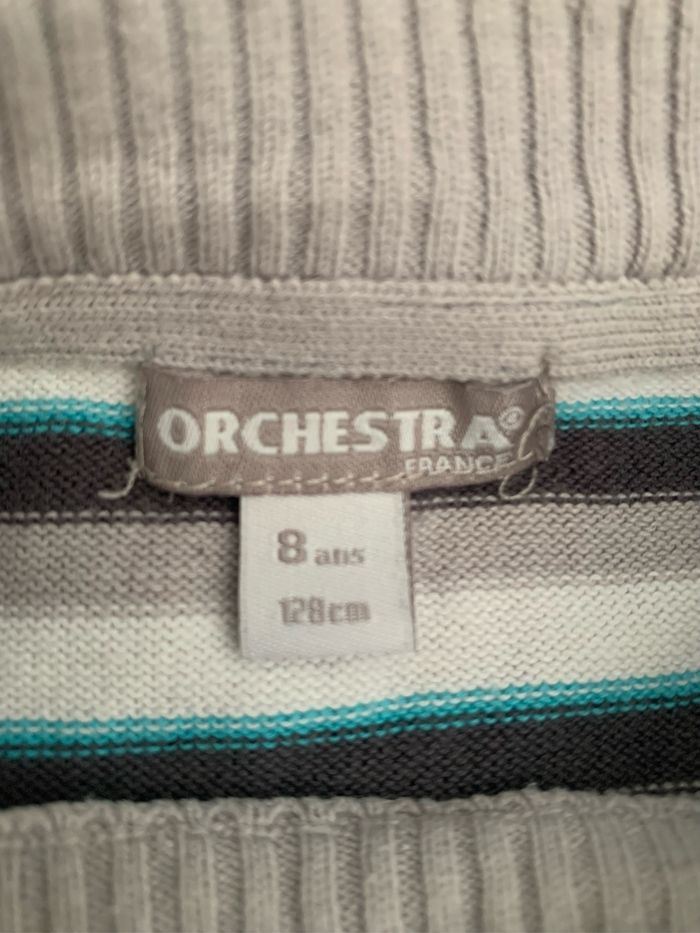 ORCHESTRA®
FRANCE
8 ans
128cm